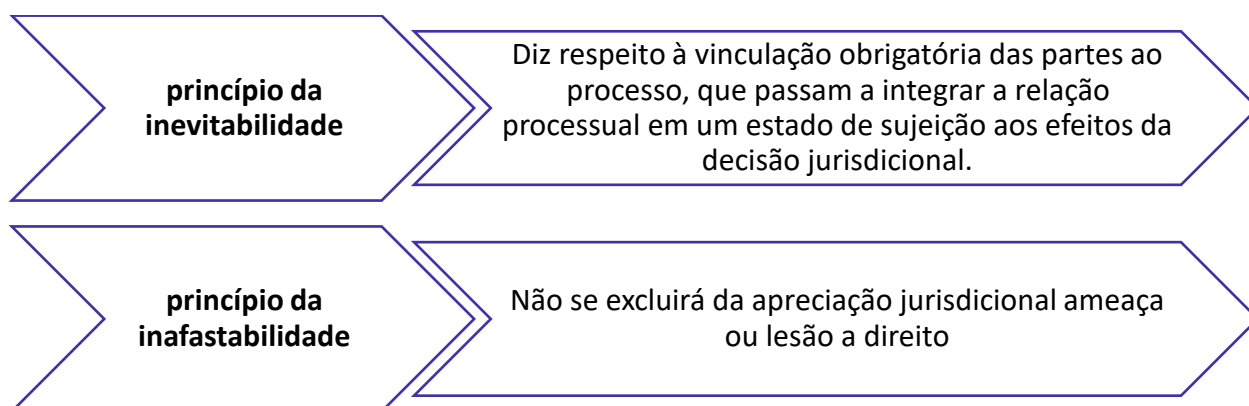 princípio da
inevitabilidade
Diz respeito à vinculação obrigatória das partes ao
processo, que passam a integrar a relação
processual em um estado de sujeição aos efeitos da
decisão jurisdicional.
princípio da
inafastabilidade
Não se excluirá da apreciação jurisdicional ameaça
ou lesão a direito